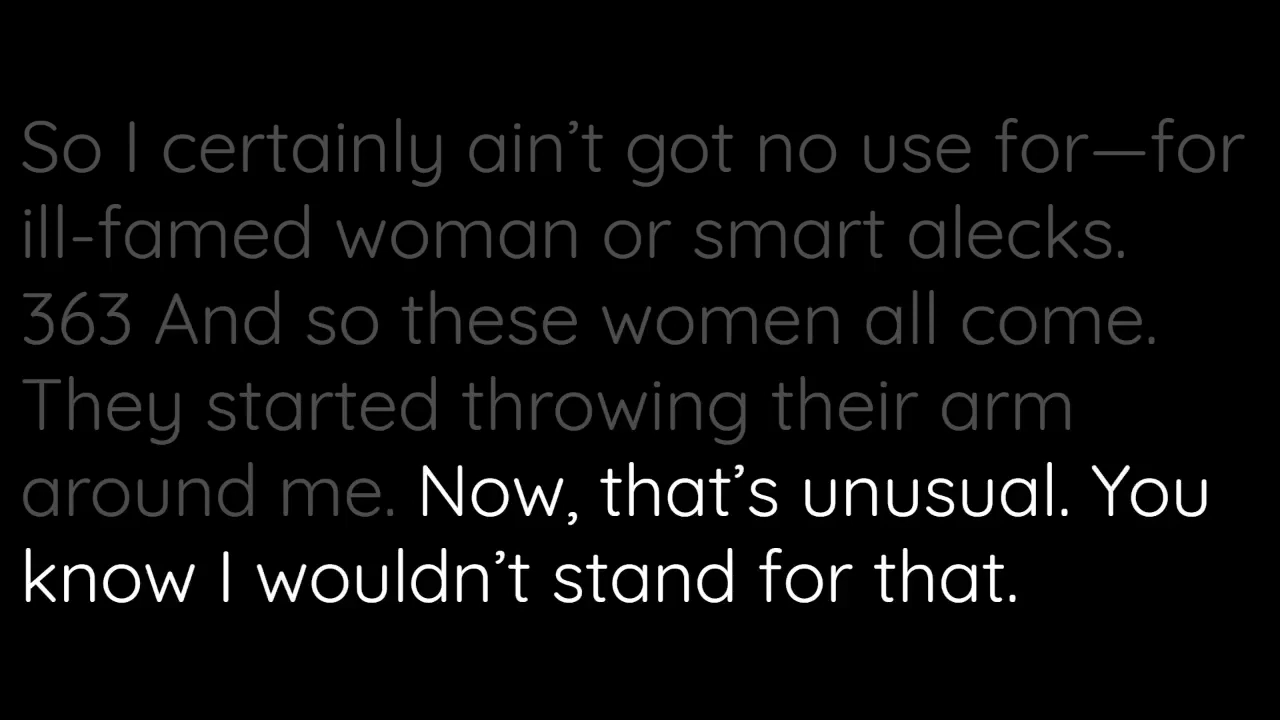 So I certainly ain’t got no use for—for
ill-famed woman or smart alecks.
363 And so these women all come.
They started throwing their arm
around me. Now, that’s unusual. You
know I wouldn’t stand for that.